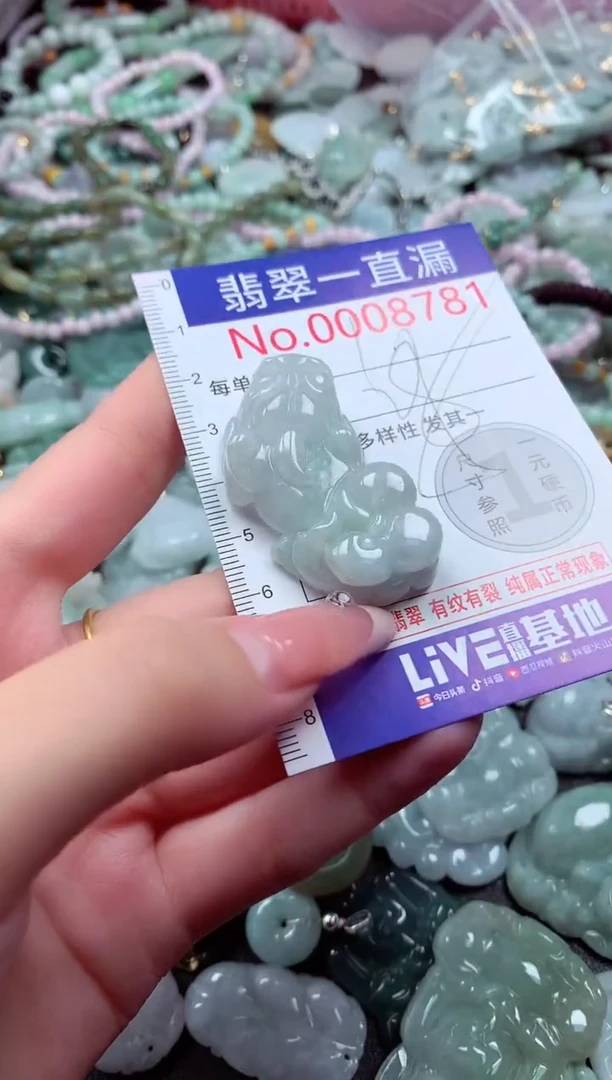 翡翠一直漏
No.0008781
每单
多样性 发其一
一元硬币
尺寸参照
1
翡翠 有纹有裂 纯属正常现象
LiVE直播基地
今日头条 抖音 西瓜视频 抖音火山
0
1
2
3
5
6
8